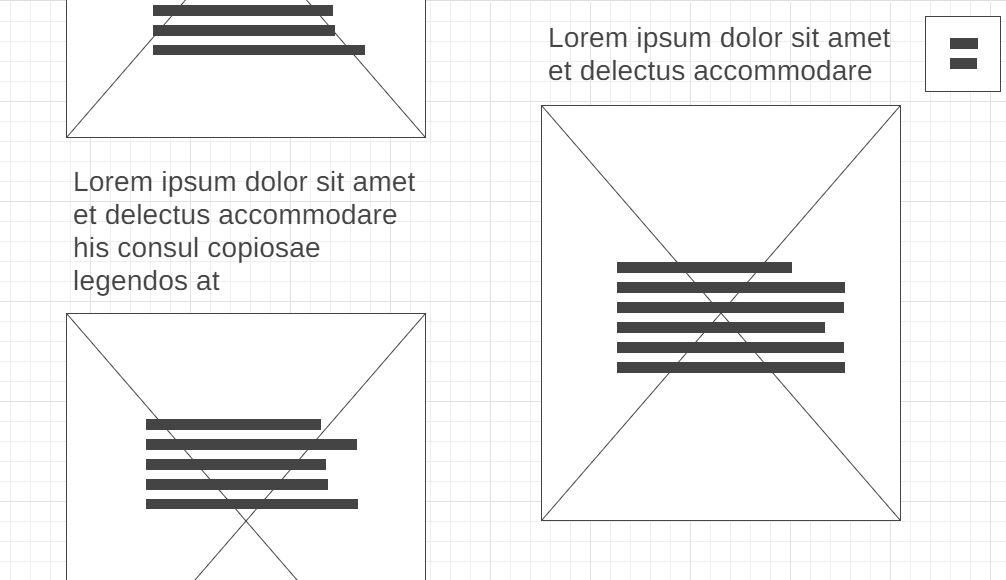 Lorem ipsum dolor sit amet
et delectus accommodare
his consul copiosae
legendos at
Lorem ipsum dolor sit amet
et delectus accommodare